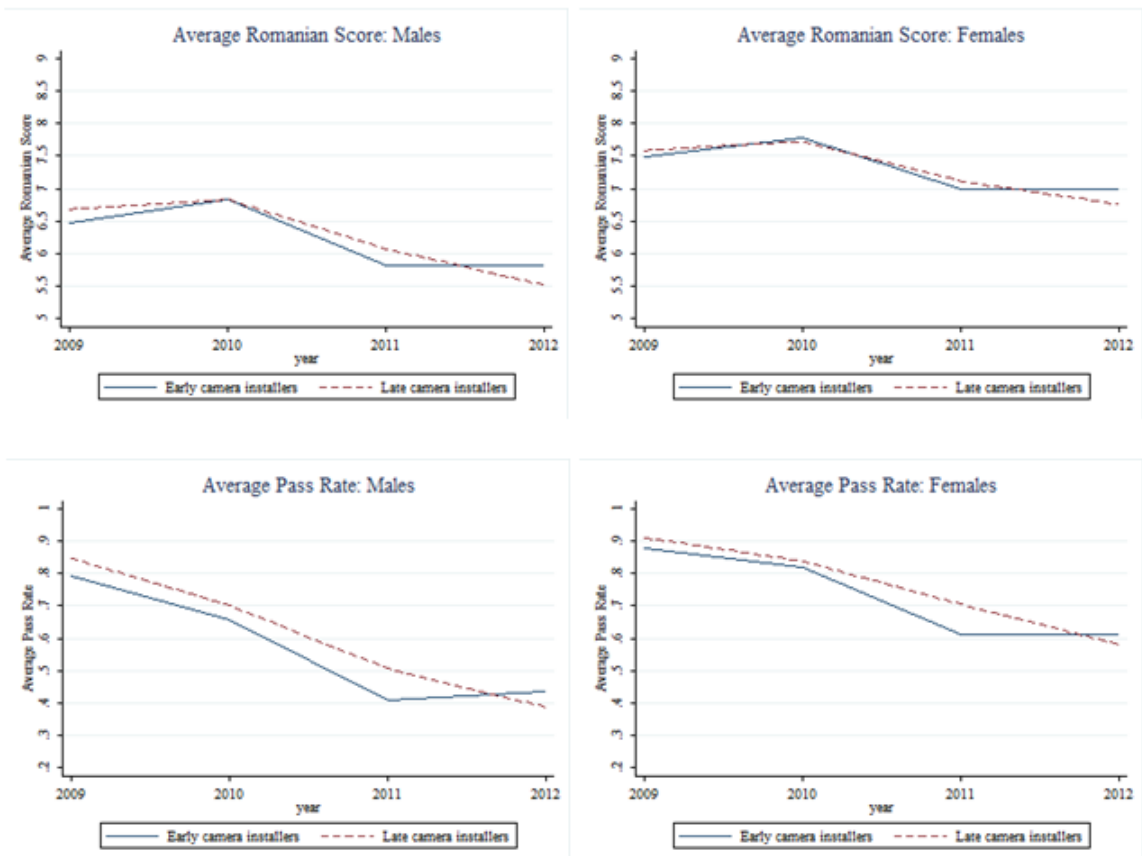 Average Romanian Score: Males
Average Romanian Score
9
8.5
8
7.5
7
6.5
6
5.5
5
2009 2010 2011 2012
year
Early camera installers Late camera installers
Average Romanian Score: Females
Average Romanian Score
9
8.5
8
7.5
7
6.5
6
5.5
5
2009 2010 2011 2012
year
Early camera installers Late camera installers
Average Pass Rate: Males
Average Pass Rate
1
.9
.8
.7
.6
.5
.4
.3
.2
2009 2010 2011 2012
year
Early camera installers Late camera installers
Average Pass Rate: Females
Average Pass Rate
1
.9
.8
.7
.6
.5
.4
.3
.2
2009 2010 2011 2012
year
Early camera installers Late camera installers